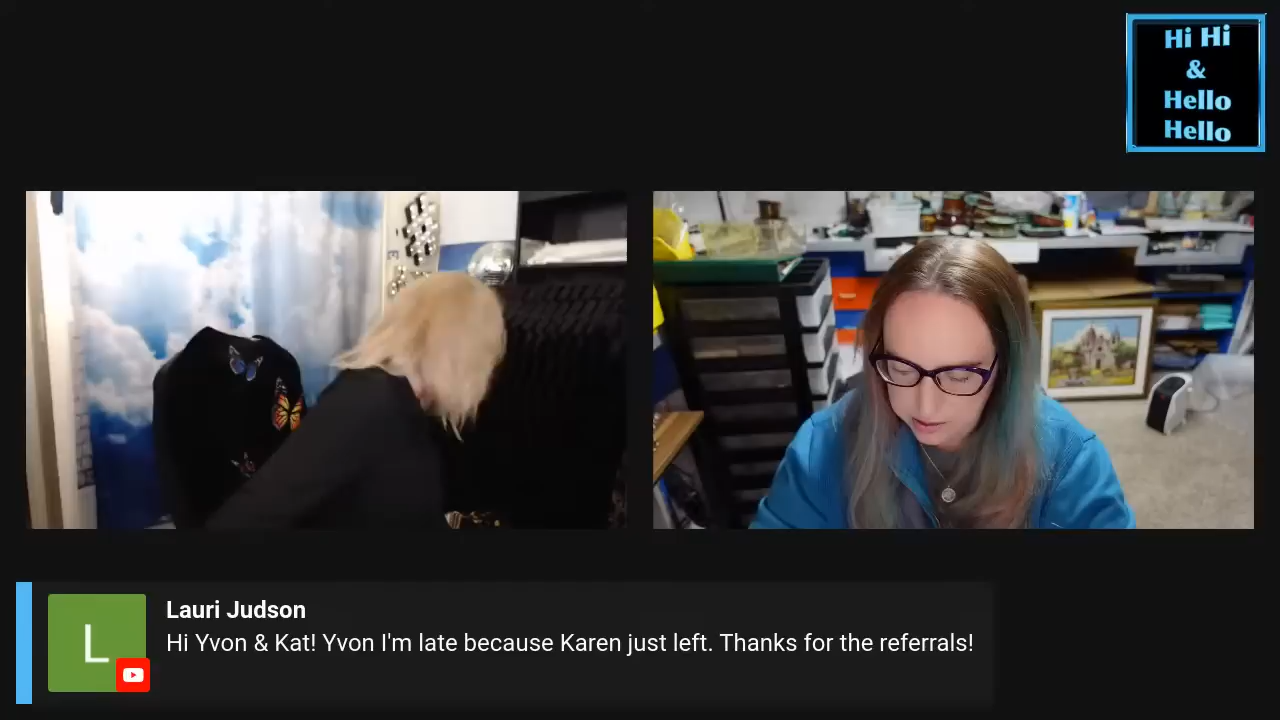 Hi Hi
&
Hello
Hello
Lauri Judson
L
Hi Yvon & Kat! Yvon I'm late because Karen just left. Thanks for the referrals!